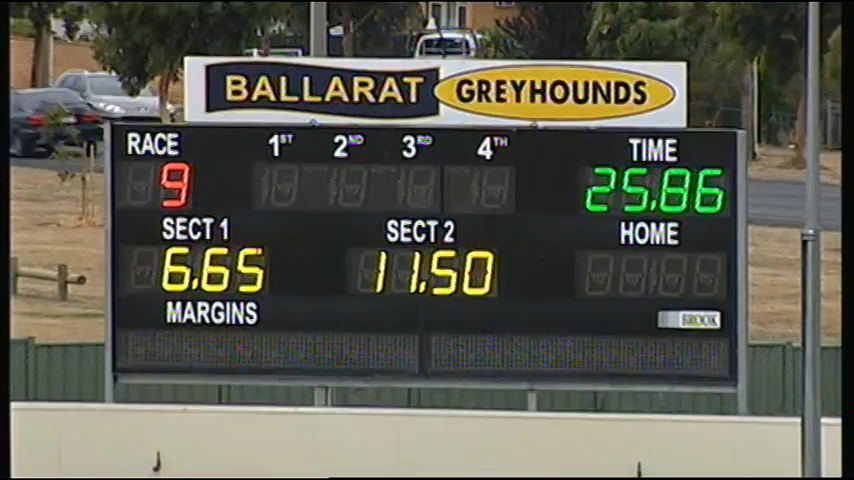 BALLARAT GREYHOUNDS
RACE 1ST 2ND 3RD 4TH TIME
9 25.86
SECT 1 SECT 2 HOME
6.65 11.50
MARGINS
BROOK